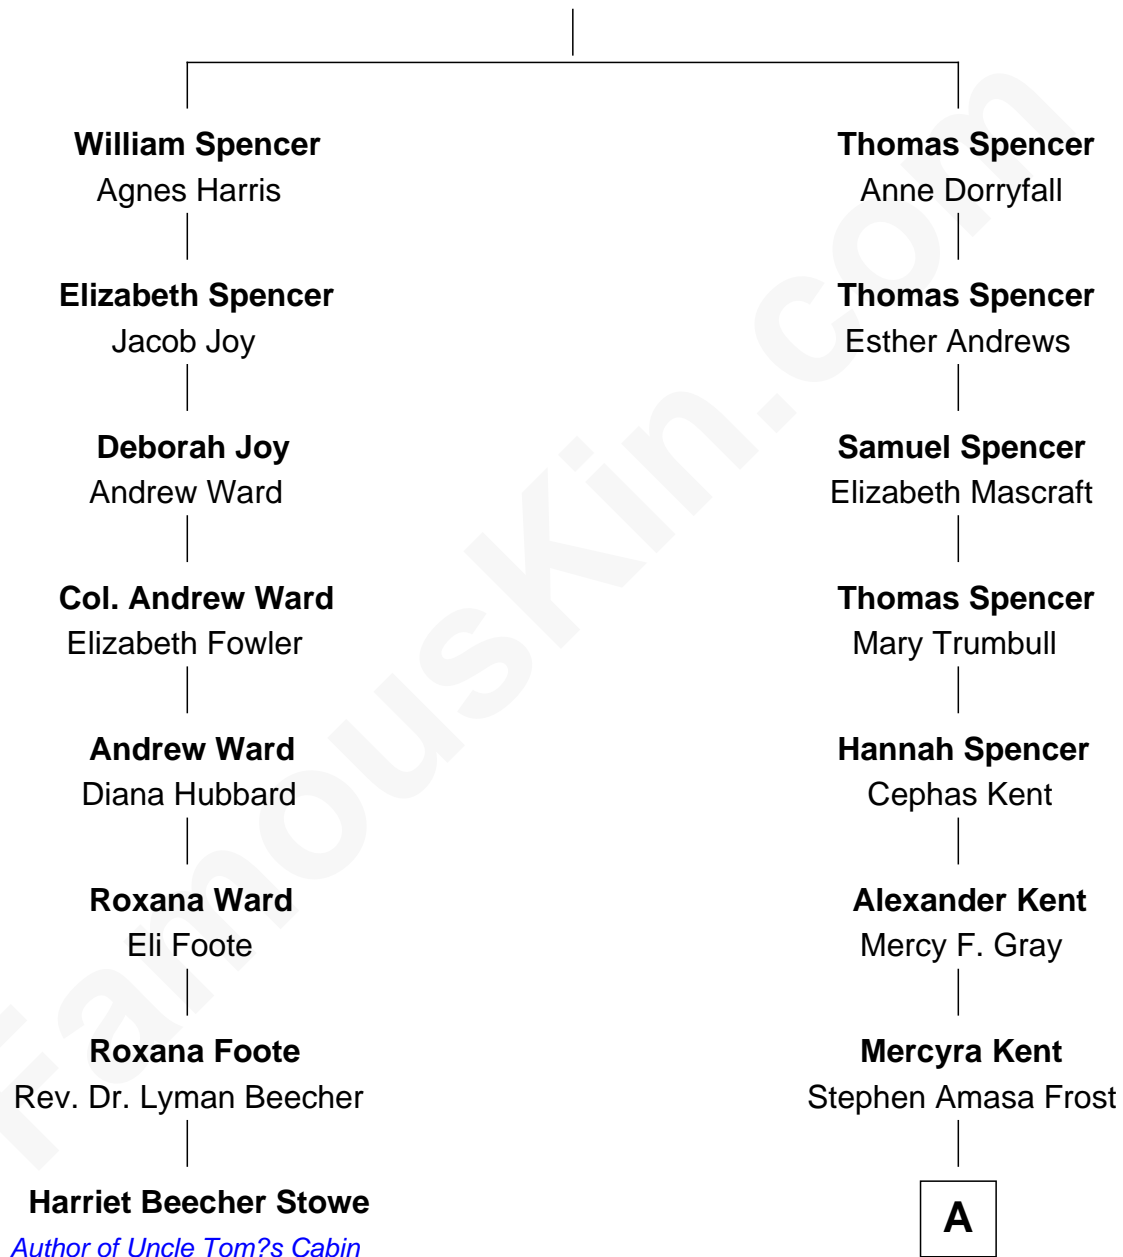 William Spencer
Agnes Harris
Elizabeth Spencer
Jacob Joy
Deborah Joy
Andrew Ward
Col. Andrew Ward
Elizabeth Fowler
Andrew Ward
Diana Hubbard
Roxana Ward
Eli Foote
Roxana Foote
Rev. Dr. Lyman Beecher
Harriet Beecher Stowe
Author of Uncle Tom?s Cabin
Thomas Spencer
Anne Dorryfall
Thomas Spencer
Esther Andrews
Samuel Spencer
Elizabeth Mascraft
Thomas Spencer
Mary Trumbull
Hannah Spencer
Cephas Kent
Alexander Kent
Mercy F. Gray
Mercyra Kent
Stephen Amasa Frost
A
FamousKin.com